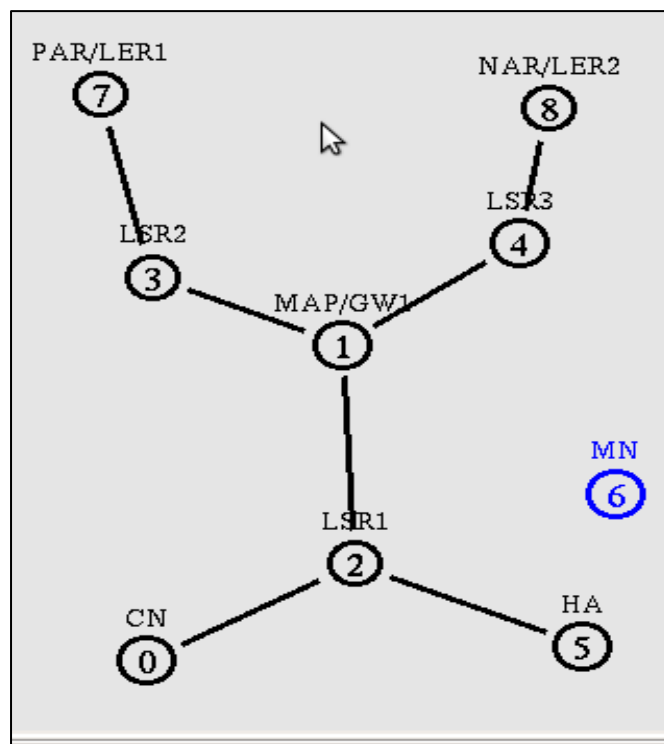 PAR/LER1
7
NAR/LER2
8
LSR2
3
LSR3
4
MAP/GW1
1
MN
6
LSR1
2
CN
0
HA
5